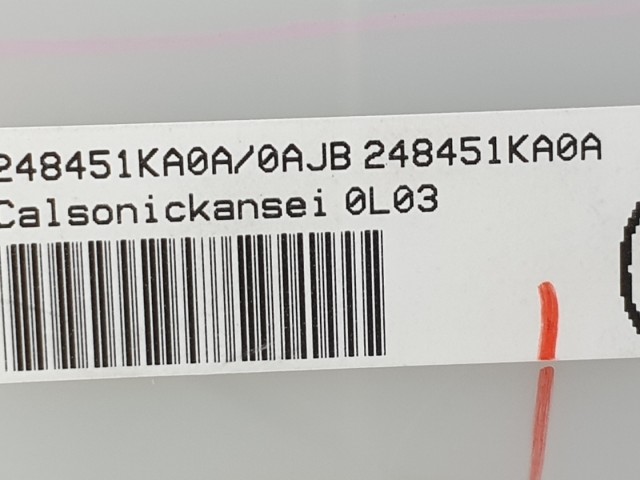 248451KA0A/0AJB 248451KA0A
Calsonickansei 0L03